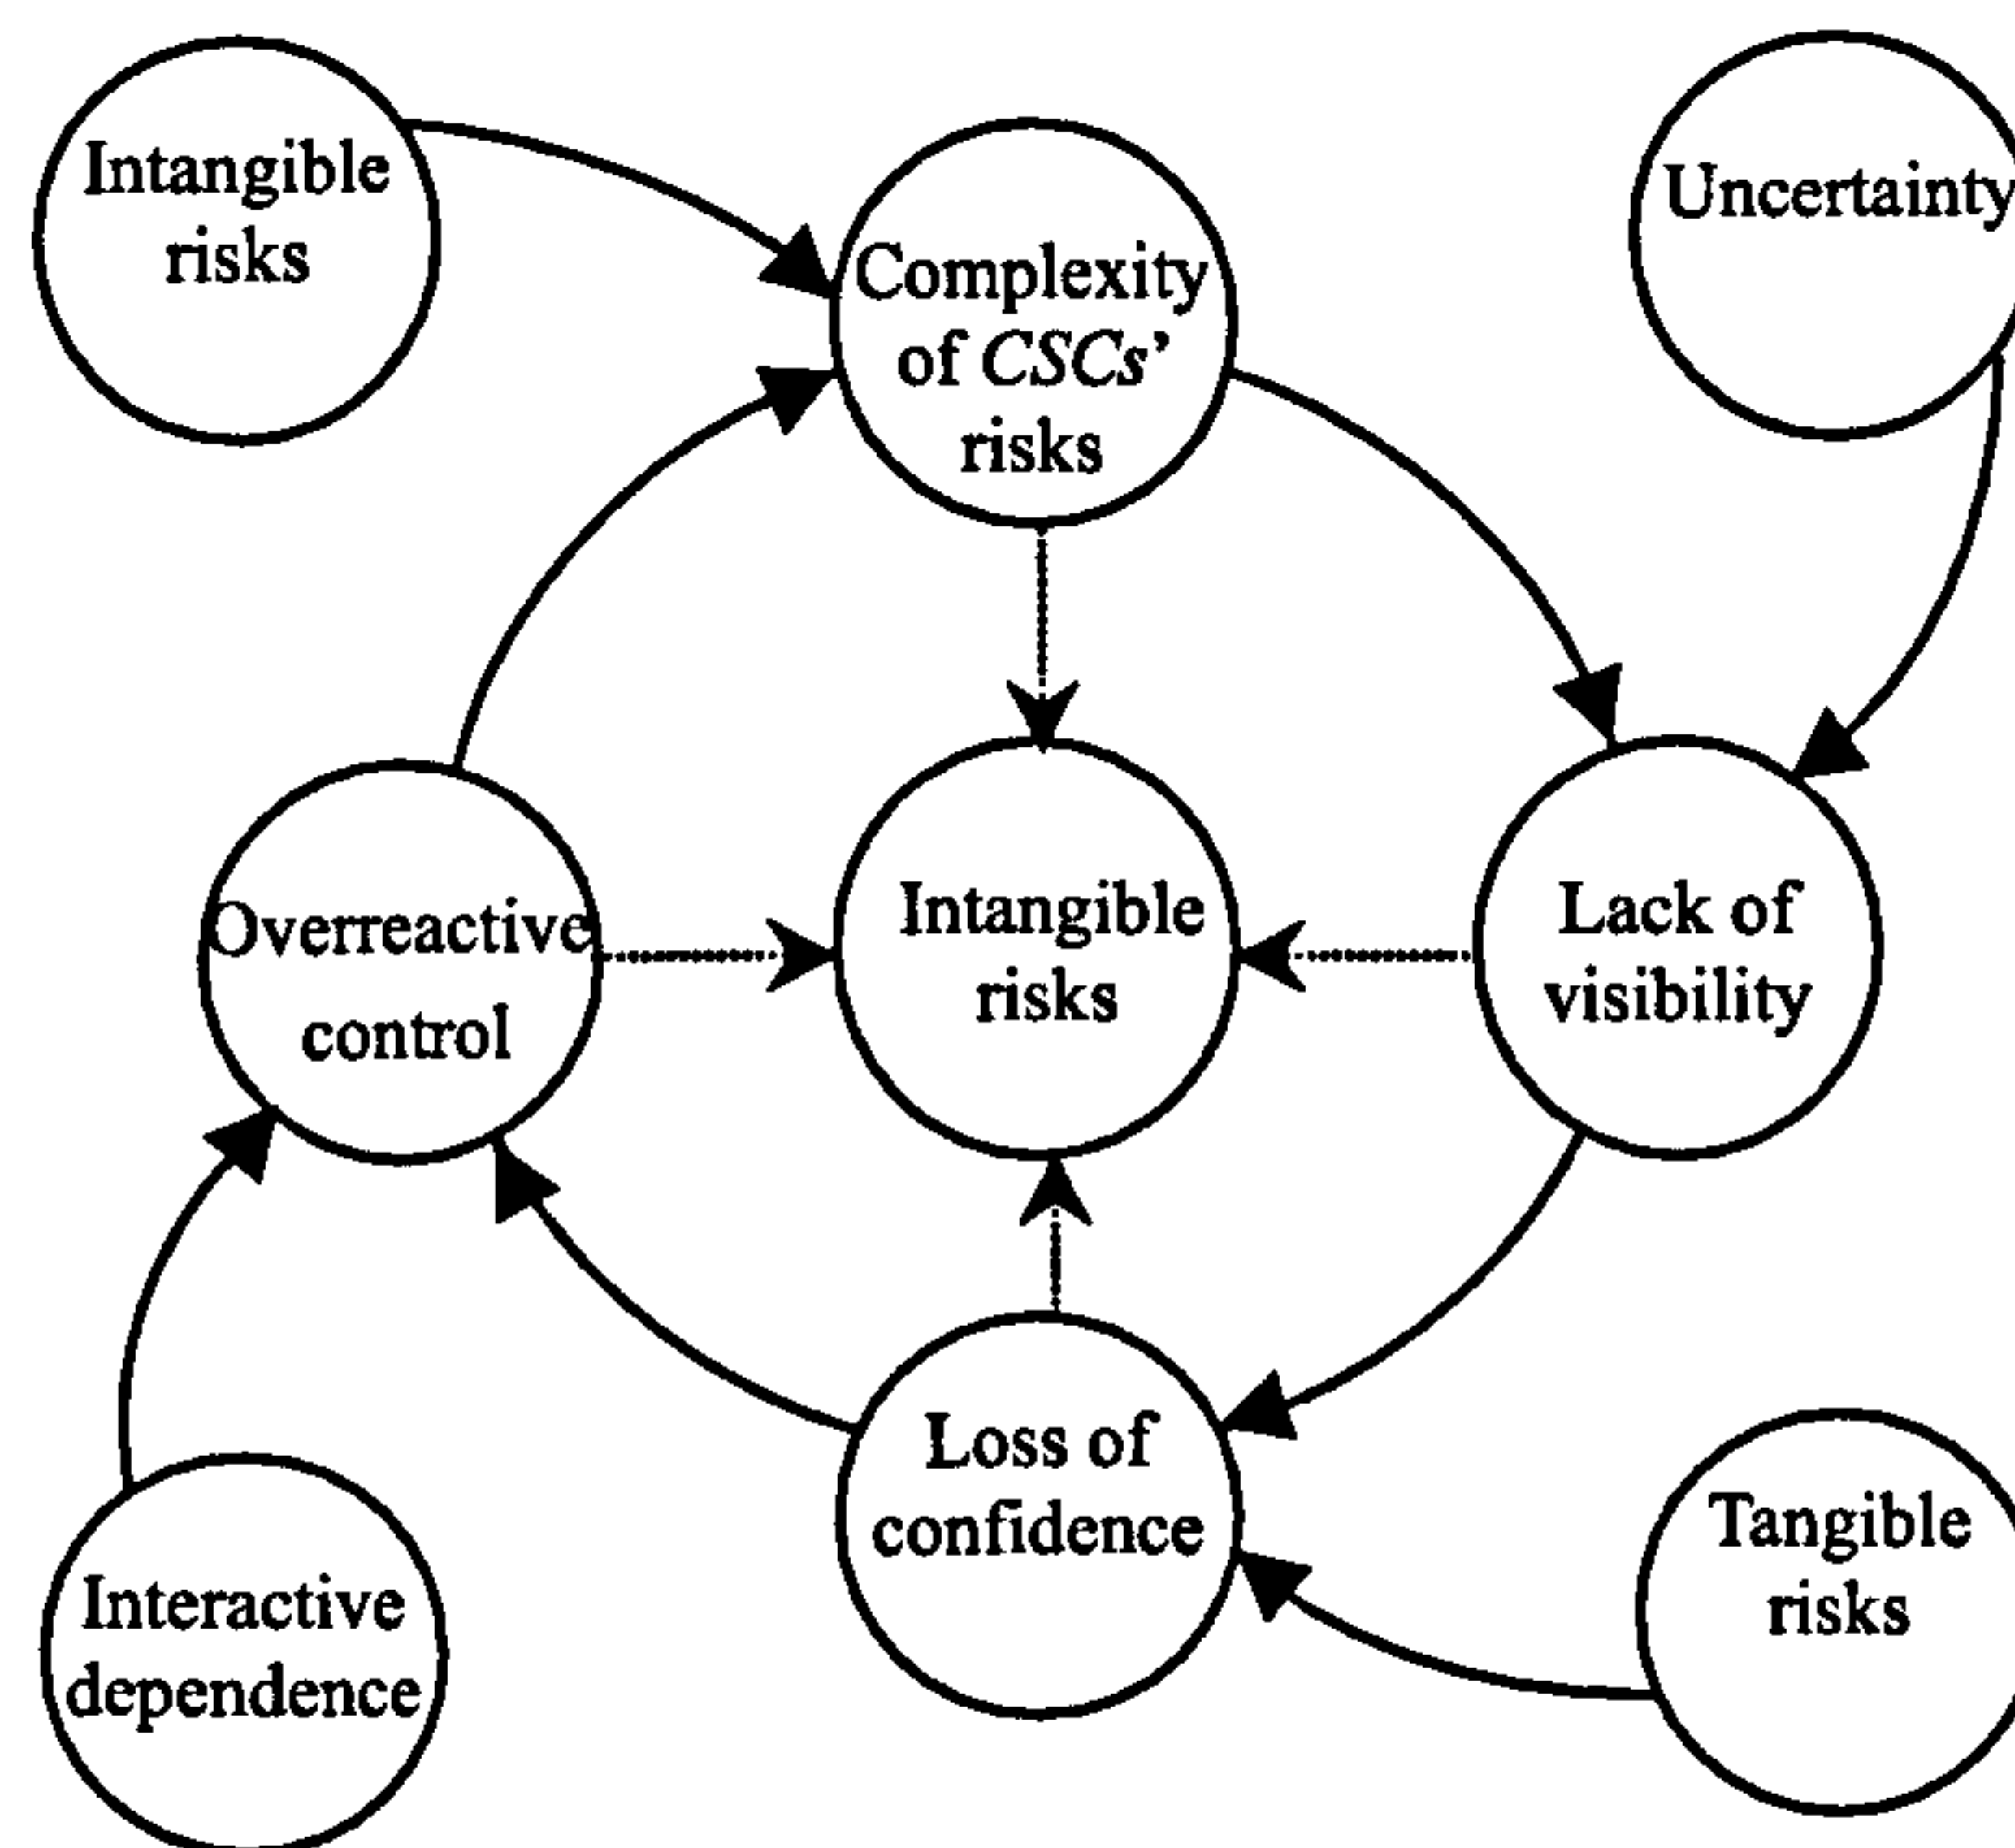 Intangible
risks
Complexity
of CSCs’
risks
Uncertainty
Overreactive
control
Intangible
risks
Lack of
visibility
Loss of
confidence
Interactive
dependence
Tangible
risks